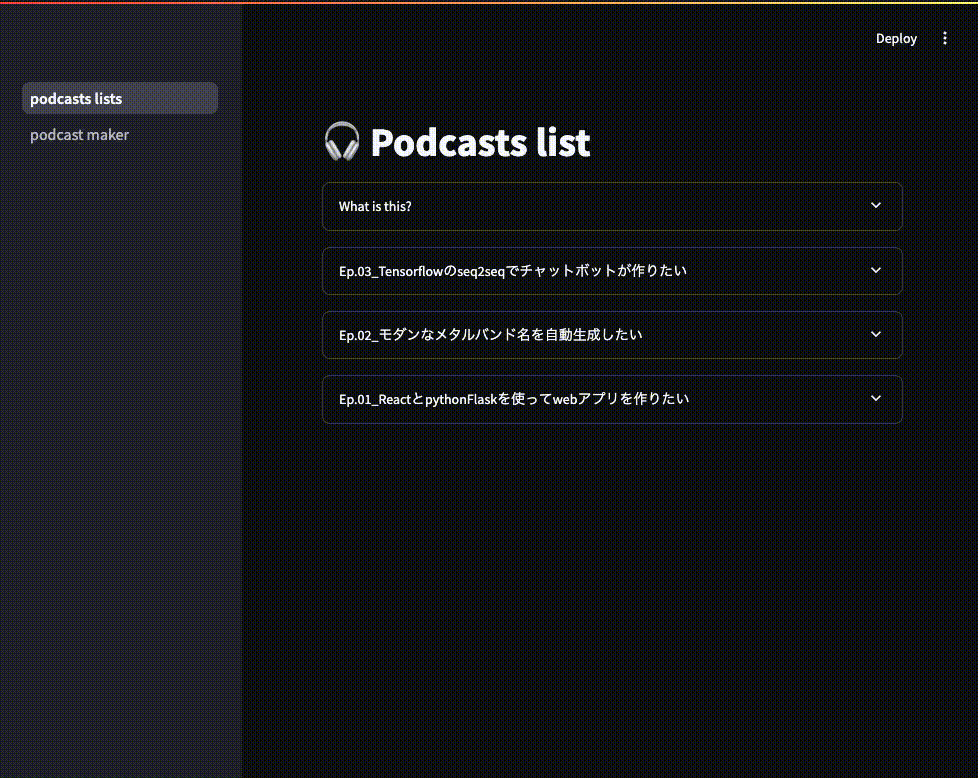 Deploy
podcasts lists
podcast maker
Podcasts list
What is this?
Ep.03_Tensorflowのseq2seqでチャットボットが作りたい
Ep.02_モダンなメタルバンド名を自動生成したい
Ep.01_ReactとpythonFlaskを使ってwebアプリを作りたい